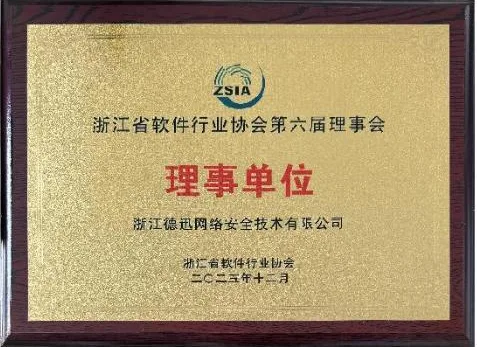 ZSIA
浙江省软件行业协会第六届理事会
理事单位
浙江德迅网络安全技术有限公司
浙江省软件行业协会
二〇二三年十二月